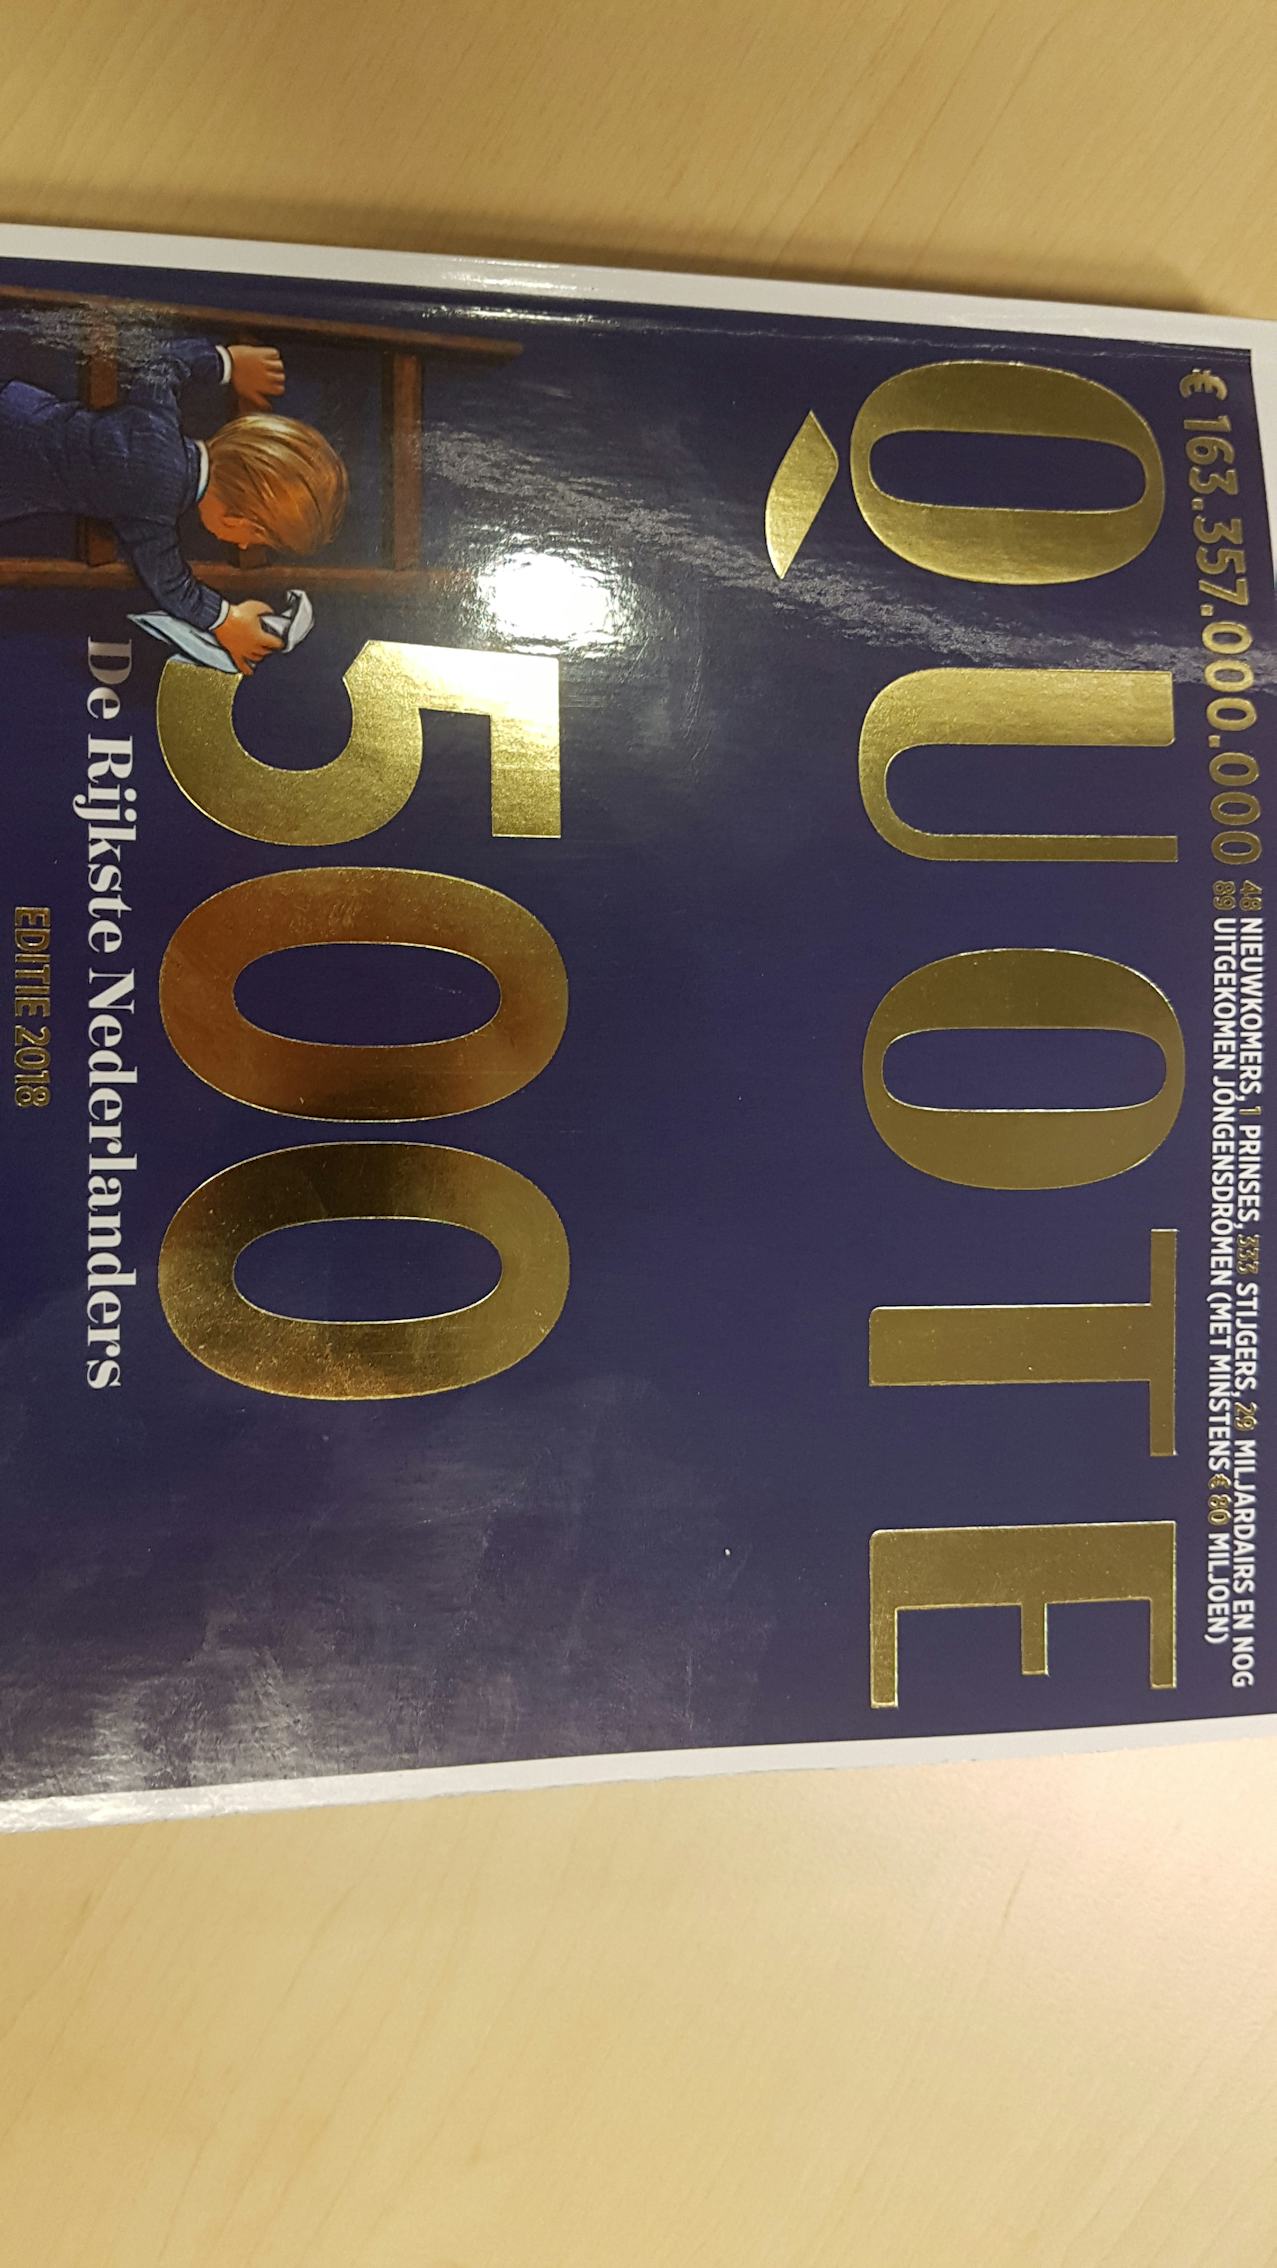 € 163.357.000.000
48 NIEUWKOMERS, 1 PRINSES, 333 STIJGERS, 29 MILJARDAIRS EN NOG
89 UITGEKOMEN JONGENSDROMEN (MET MINSTENS € 80 MILJOEN)
QUOTE
500
De Rijkste Nederlanders
EDITIE 2018